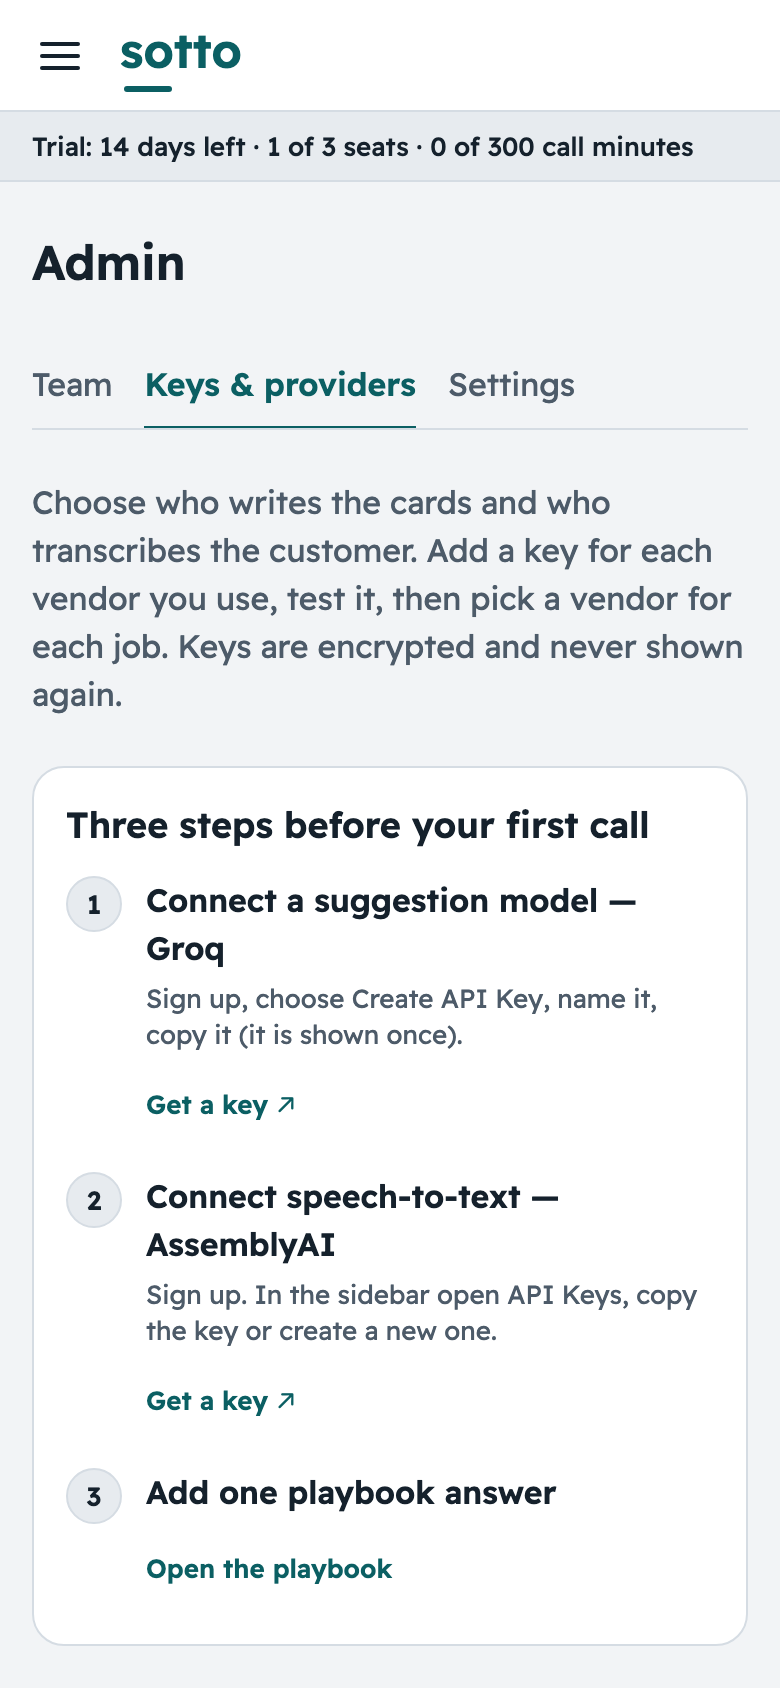 sotto
Trial: 14 days left · 1 of 3 seats · 0 of 300 call minutes
Admin
Team Keys & providers Settings
Choose who writes the cards and who
transcribes the customer. Add a key for each
vendor you use, test it, then pick a vendor for
each job. Keys are encrypted and never shown
again.
Three steps before your first call
1 Connect a suggestion model —
Groq
Sign up, choose Create API Key, name it,
copy it (it is shown once).
Get a key ↗
2 Connect speech-to-text —
AssemblyAI
Sign up. In the sidebar open API Keys, copy
the key or create a new one.
Get a key ↗
3 Add one playbook answer
Open the playbook